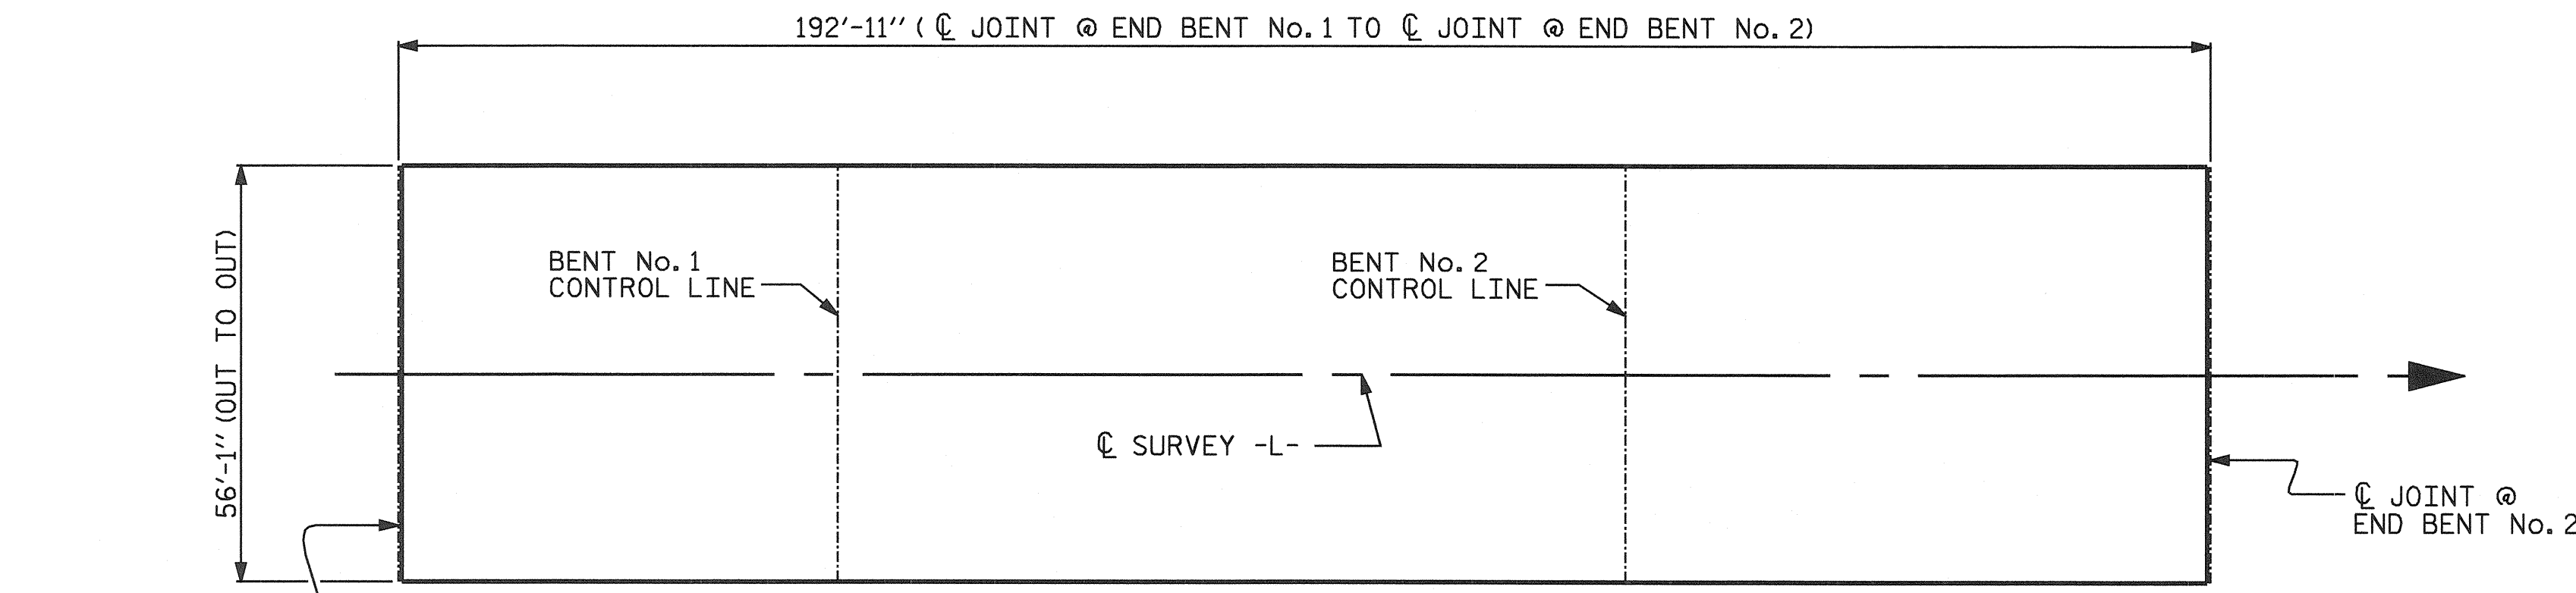 192'-11" ( ℄ JOINT @ END BENT No. 1 TO ℄ JOINT @ END BENT No. 2)
56'-1" (OUT TO OUT)
BENT No. 1
CONTROL LINE
BENT No. 2
CONTROL LINE
℄ SURVEY -L-
℄ JOINT @
END BENT No. 2